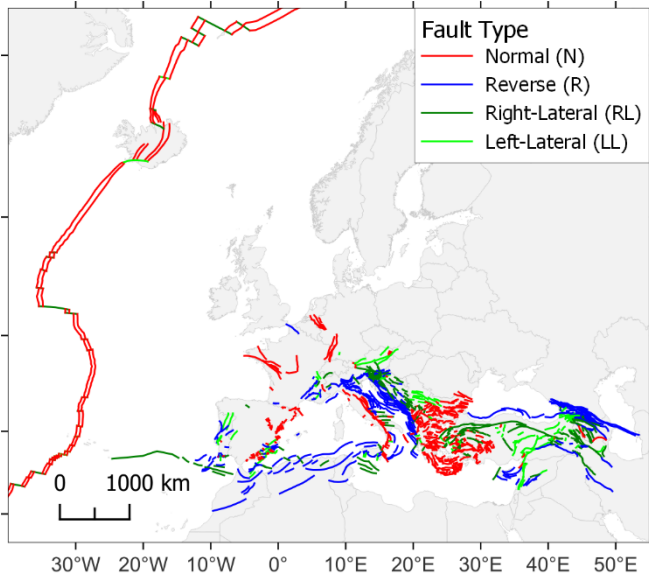 Fault Type
Normal (N)
Reverse (R)
Right-Lateral (RL)
Left-Lateral (LL)
0 1000 km
30°W 20°W 10°W 0° 10°E 20°E 30°E 40°E 50°E